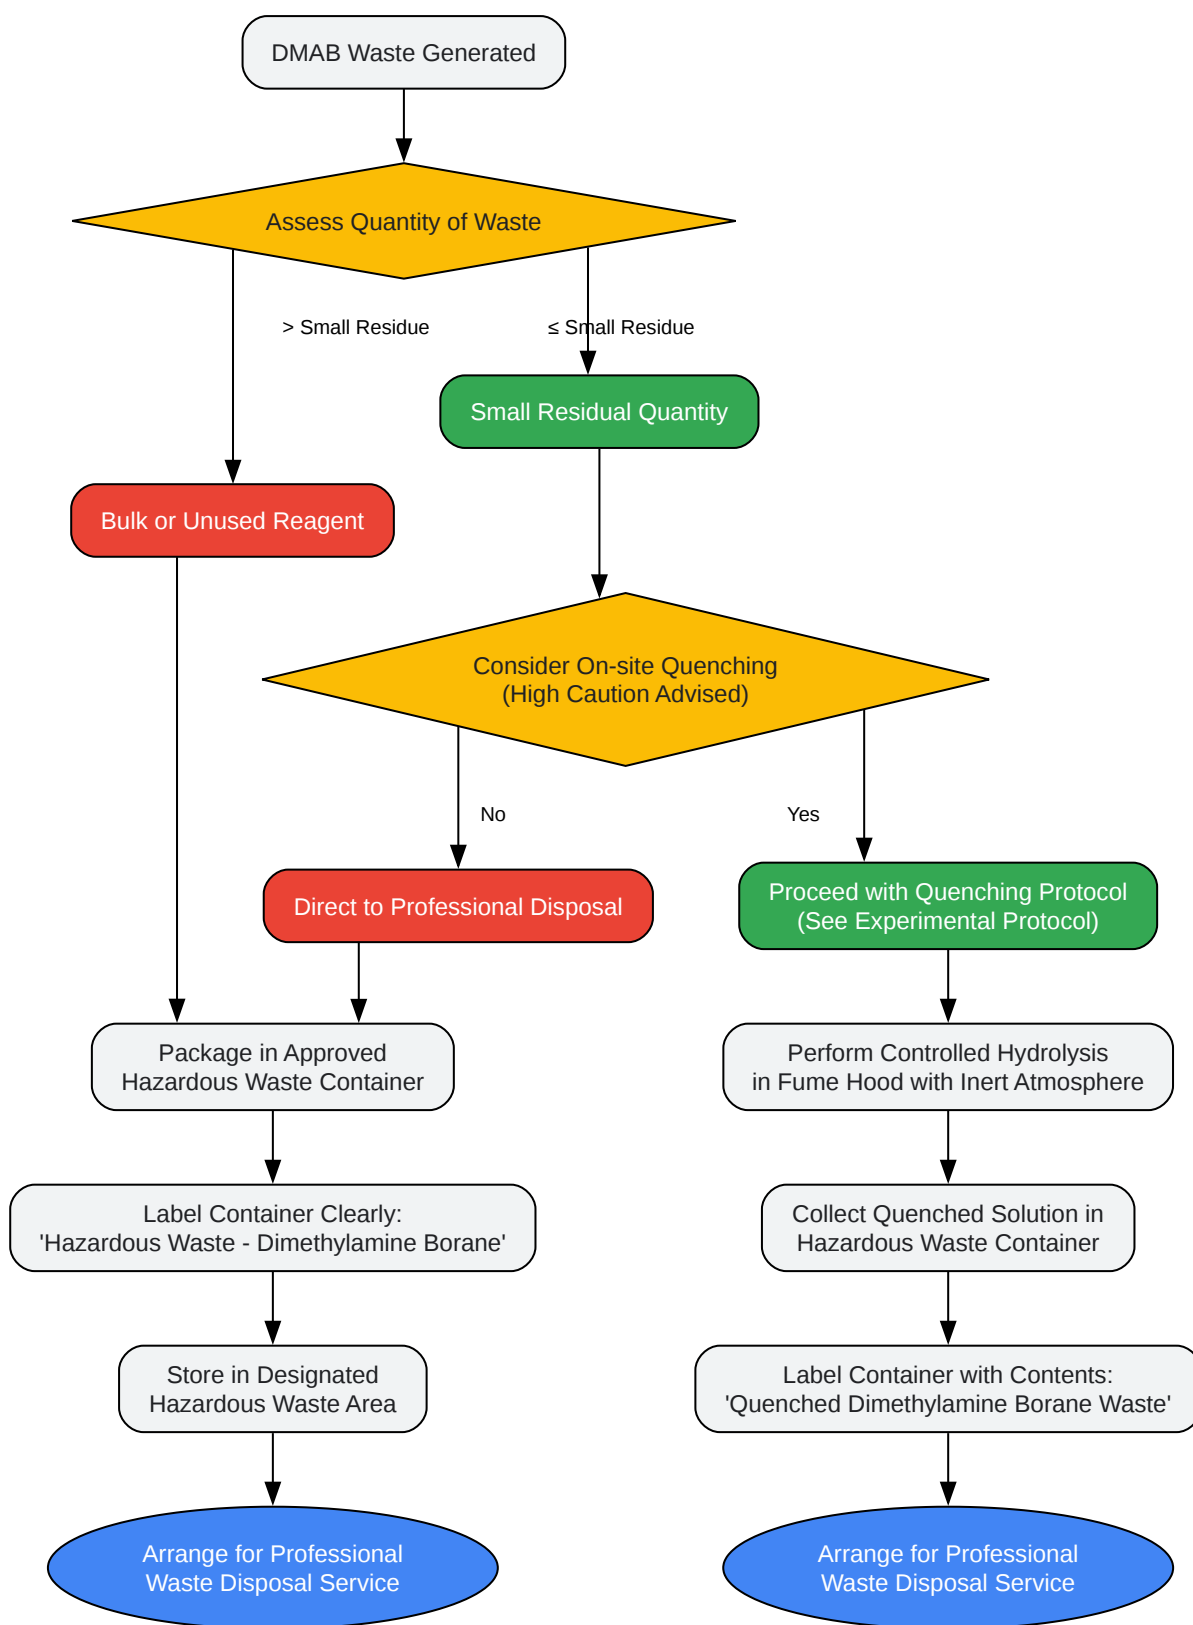 DMAB Waste Generated
Assess Quantity of Waste
> Small Residue
≤ Small Residue
Small Residual Quantity
Bulk or Unused Reagent
Consider On-site Quenching
(High Caution Advised)
No
Yes
Direct to Professional Disposal
Proceed with Quenching Protocol
(See Experimental Protocol)
Package in Approved
Hazardous Waste Container
Perform Controlled Hydrolysis
in Fume Hood with Inert Atmosphere
Label Container Clearly:
'Hazardous Waste - Dimethylamine Borane'
Collect Quenched Solution in
Hazardous Waste Container
Store in Designated
Hazardous Waste Area
Label Container with Contents:
'Quenched Dimethylamine Borane Waste'
Arrange for Professional
Waste Disposal Service
Arrange for Professional
Waste Disposal Service